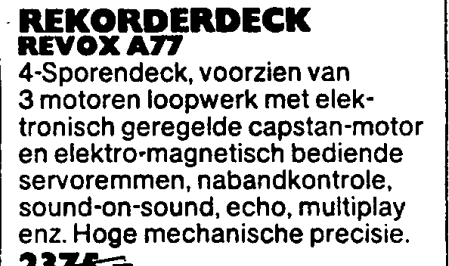 REKORDERDECK
REVOX A77
4-Sporendeck, voorzien van
3 motoren loopwerk met elek-
tronisch geregelde capstan-motor
en elektro-magnetisch bediende
servoremmen, nabandkontrole,
sound-on-sound, echo, multiplay
enz. Hoge mechanische precisie.